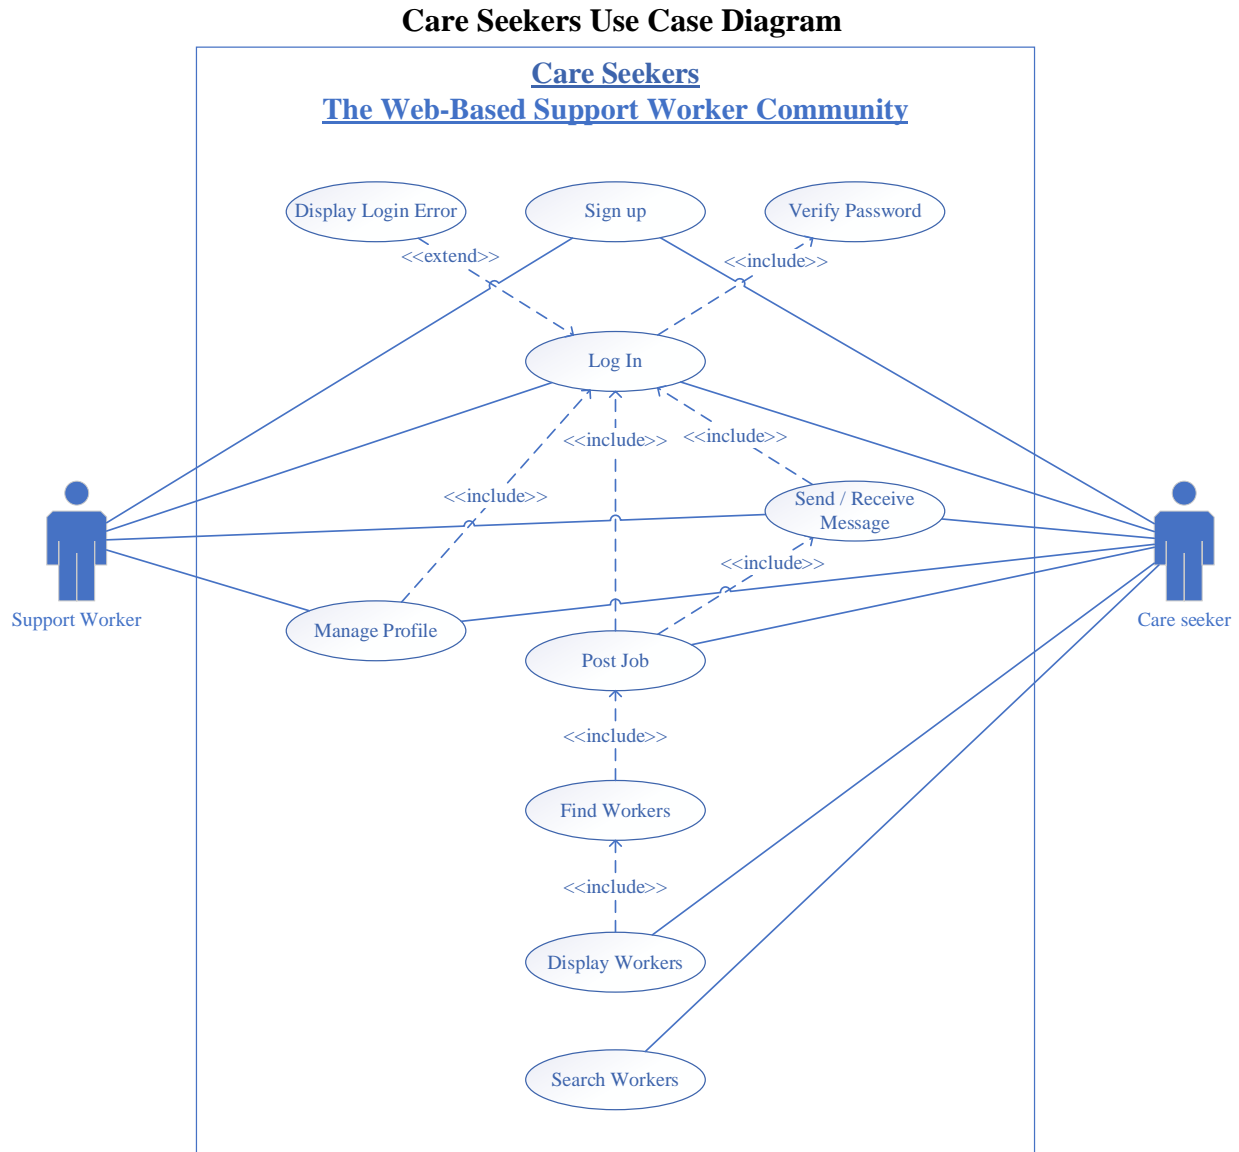 Care Seekers Use Case Diagram
Care Seekers
The Web-Based Support Worker Community
Display Login Error
Sign up
Verify Password
<<extend>>
<<include>>
Log In
<<include>>
<<include>>
<<include>>
Send / Receive
Message
<<include>>
Support Worker
Care seeker
Manage Profile
Post Job
<<include>>
Find Workers
<<include>>
Display Workers
Search Workers